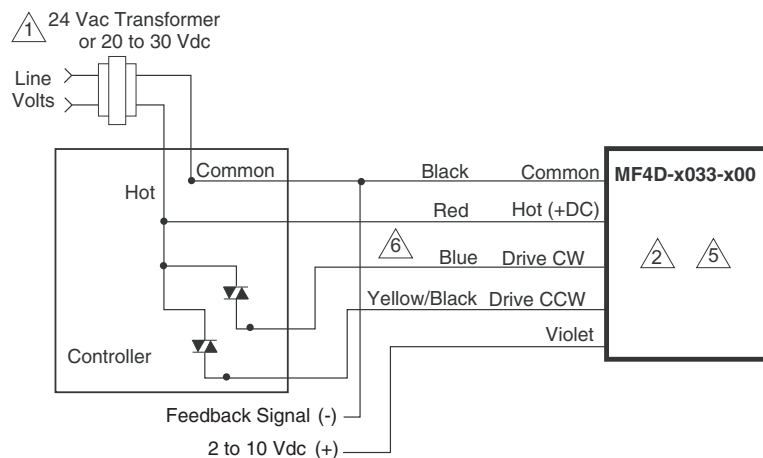 1
24 Vac Transformer
or 20 to 30 Vdc
Line
Volts
Common
Hot
Black
Common
MF4D-x033-x00
Red
Hot (+DC)
6
2
5
Blue
Drive CW
Yellow/Black
Drive CCW
Violet
Controller
Feedback Signal (-)
2 to 10 Vdc (+)